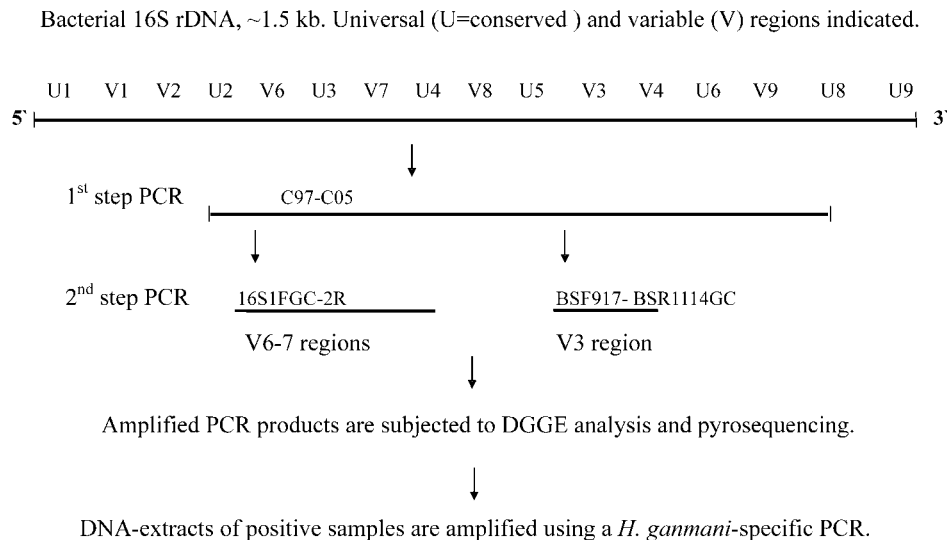 Bacterial 16S rDNA, ~1.5 kb. Universal (U=conserved ) and variable (V) regions indicated.
U1 V1 V2 U2 V6 U3 V7 U4 V8 U5 V3 V4 U6 V9 U8 U9
5` 3`
1st step PCR C97-C05
2nd step PCR 16S1FGC-2R BSF917- BSR1114GC
V6-7 regions V3 region
Amplified PCR products are subjected to DGGE analysis and pyrosequencing.
DNA-extracts of positive samples are amplified using a H. ganmani-specific PCR.